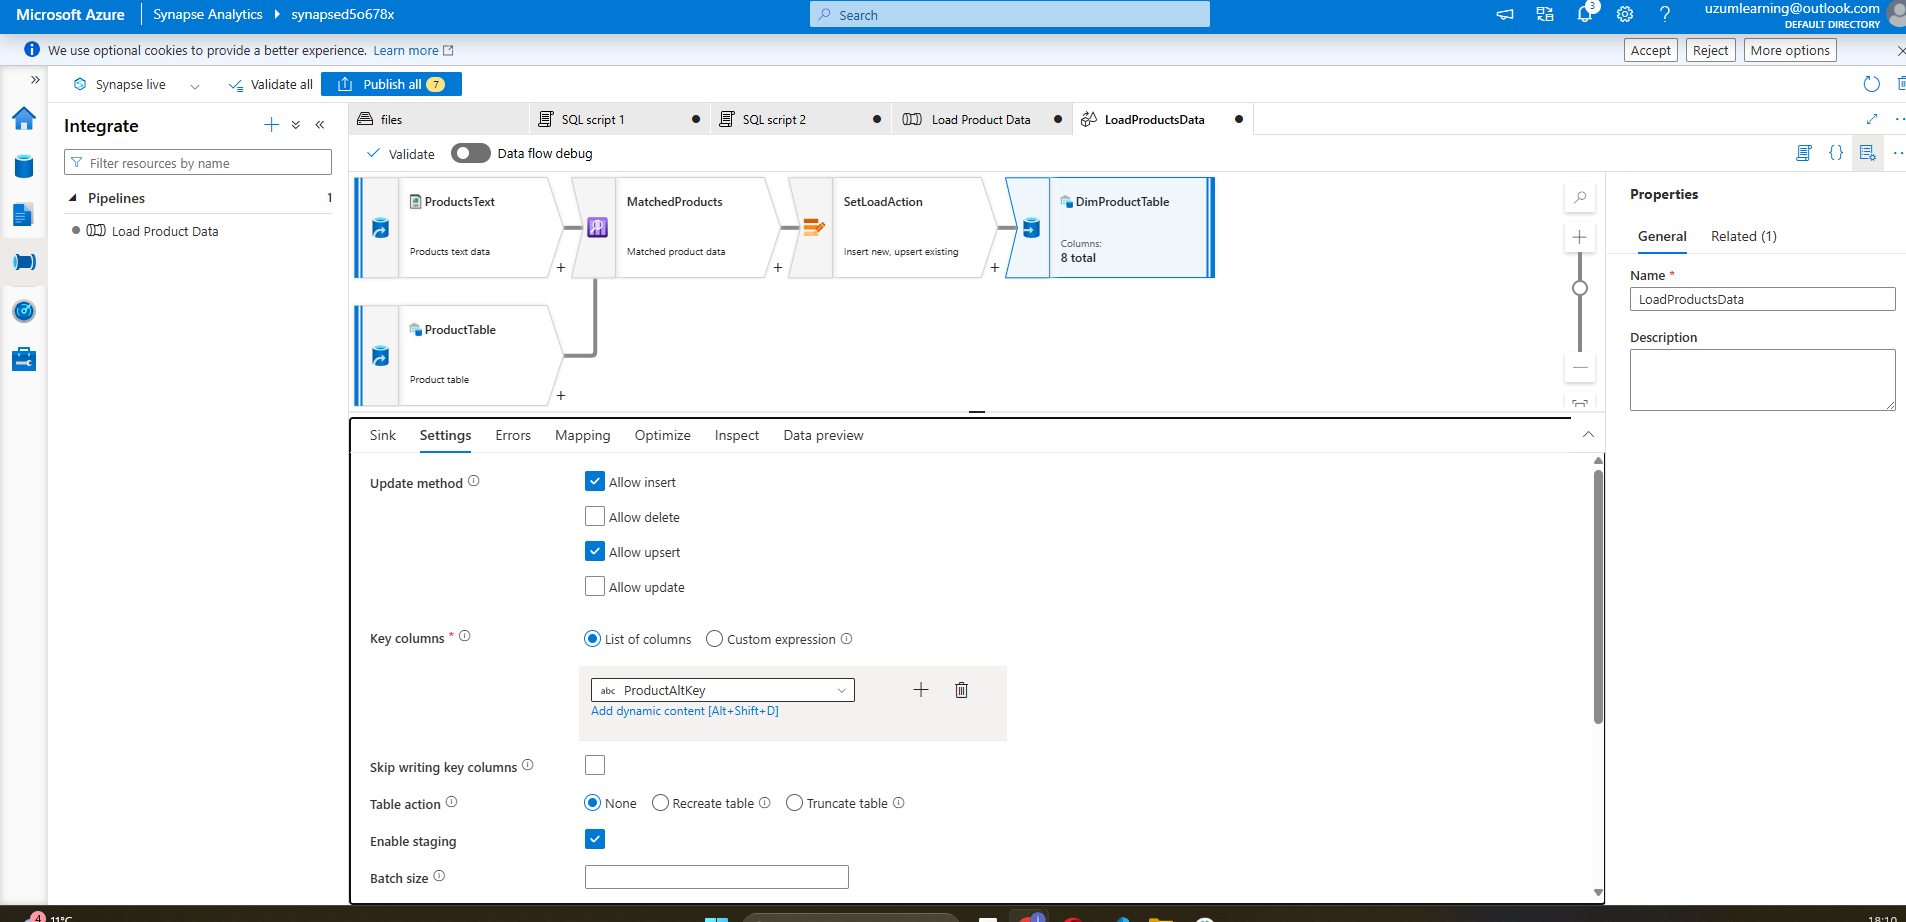 Microsoft Azure
Synapse Analytics
synapsed5o678x
Search
3
uzumlearning@outlook.com
DEFAULT DIRECTORY
We use optional cookies to provide a better experience. Learn more
Accept
Reject
More options
Synapse live
Validate all
Publish all 7
Integrate
Filter resources by name
Pipelines 1
Load Product Data
files
SQL script 1
SQL script 2
Load Product Data
LoadProductsData
Validate
Data flow debug
{}
ProductsText
Products text data
MatchedProducts
Matched product data
SetLoadAction
Insert new, upsert existing
DimProductTable
Columns:
8 total
ProductTable
Product table
Sink
Settings
Errors
Mapping
Optimize
Inspect
Data preview
Update method
Allow insert
Allow delete
Allow upsert
Allow update
Key columns *
List of columns
Custom expression
abc ProductAltKey
Add dynamic content [Alt+Shift+D]
Skip writing key columns
Table action
None
Recreate table
Truncate table
Enable staging
Batch size
Properties
General
Related (1)
Name *
LoadProductsData
Description
4
11°C
18:10